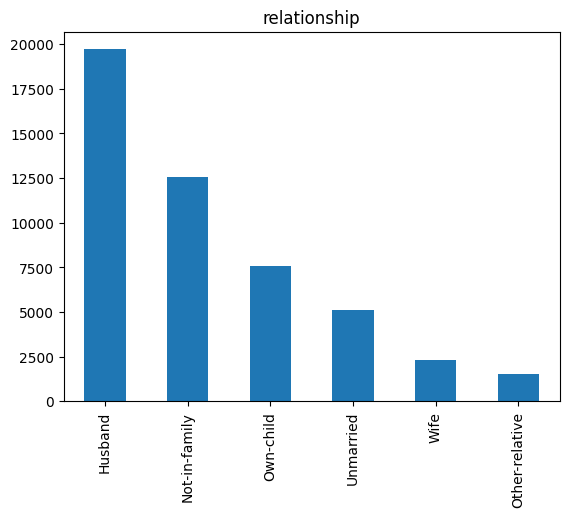 relationship
20000
17500
15000
12500
10000
7500
5000
2500
0
Husband
Not-in-family
Own-child
Unmarried
Wife
Other-relative